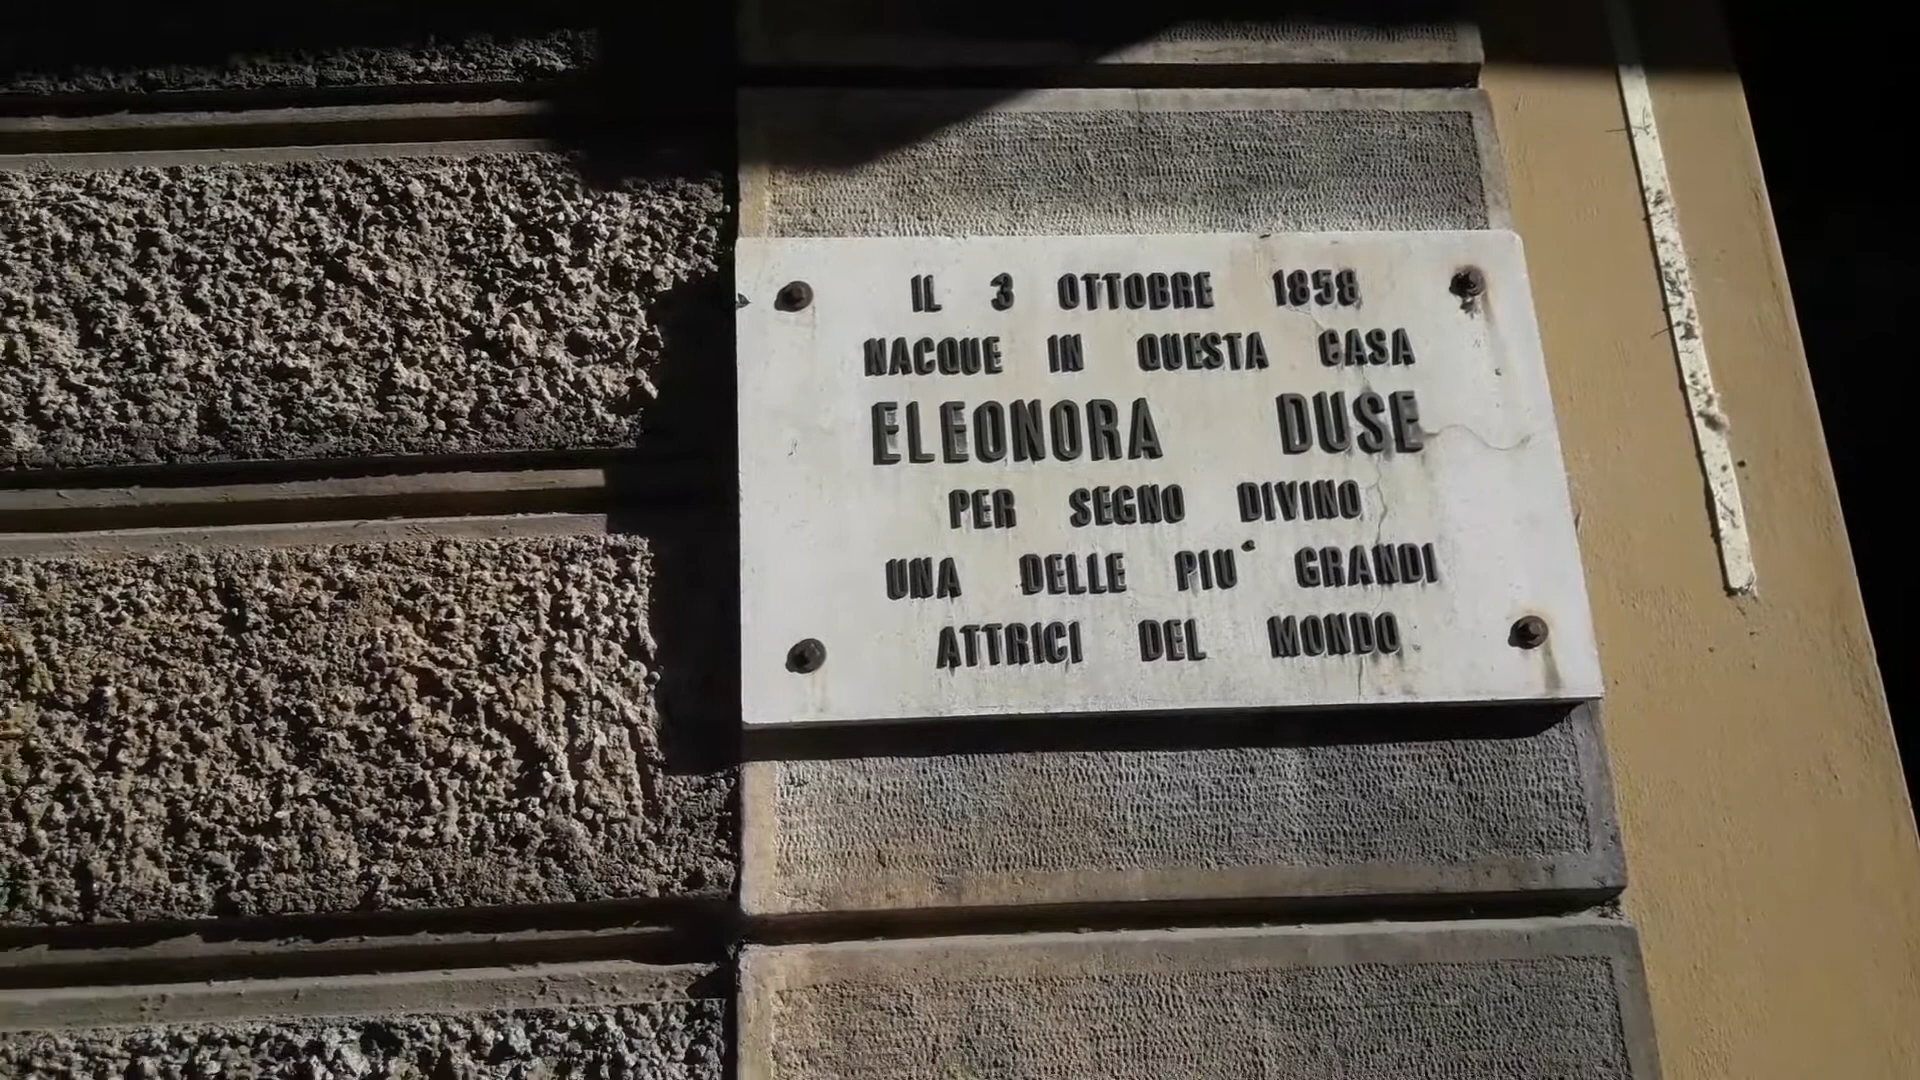 IL 3 OTTOBRE 1858
NACQUE IN QUESTA CASA
ELEONORA DUSE
PER SEGNO DIVINO
UNA DELLE PIU' GRANDI
ATTRICI DEL MONDO